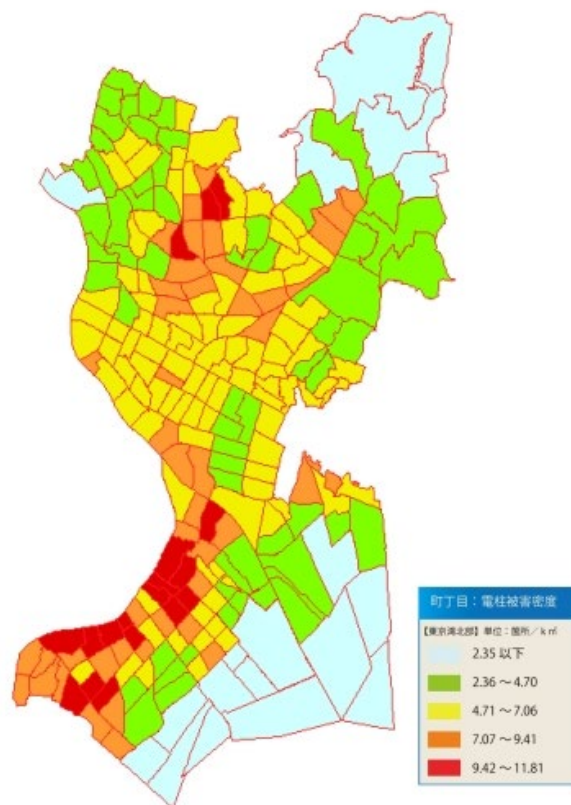 町丁目：電柱被害密度
【東京湾北部】単位：箇所／k㎡
2.35 以下
2.36 ～ 4.70
4.71 ～ 7.06
7.07 ～ 9.41
9.42 ～ 11.81